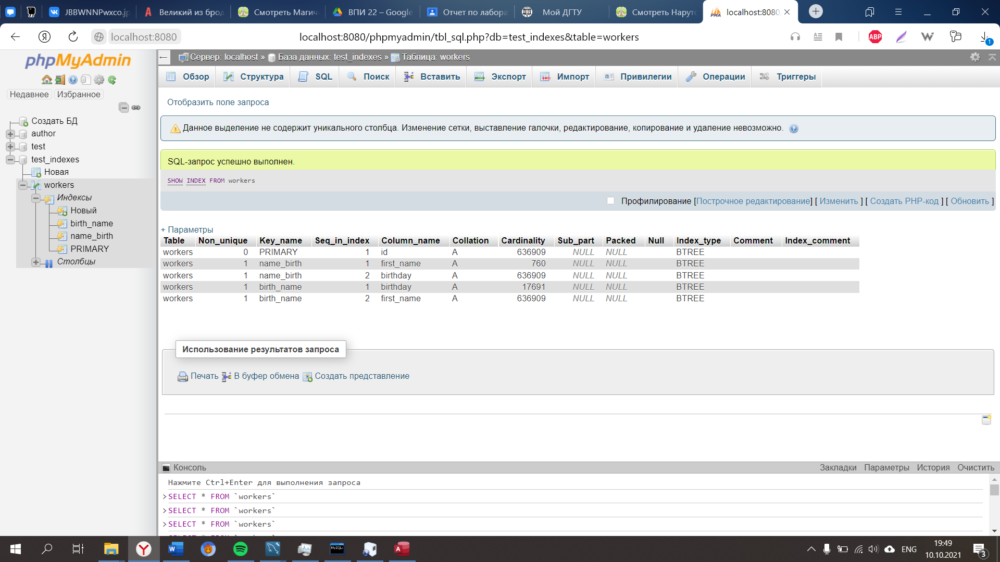 JBBWNNPwxco.jp
Великий из брод
Смотреть Магич
ВПИ 22 – Google
Отчет по лабора
Мой ДГТУ
Смотреть Нарут
localhost:8080
localhost:8080
localhost:8080/phpmyadmin/tbl_sql.php?db=test_indexes&table=workers
ABP
1
phpMyAdmin
Недавнее Избранное
Создать БД
author
test
test_indexes
Новая
workers
Индексы
Новый
birth_name
name_birth
PRIMARY
Столбцы
Сервер: localhost » База данных: test_indexes » Таблица: workers
Обзор Структура SQL Поиск Вставить Экспорт Импорт Привилегии Операции Триггеры
Отобразить поле запроса
Данное выделение не содержит уникального столбца. Изменение сетки, выставление галочки, редактирование, копирование и удаление невозможно.
SQL-запрос успешно выполнен.
SHOW INDEX FROM workers
Профилирование [Построчное редактирование] [ Изменить ] [ Создать PHP-код ] [ Обновить ]
+ Параметры
Table Non_unique Key_name Seq_in_index Column_name Collation Cardinality Sub_part Packed Null Index_type Comment Index_comment
workers 0 PRIMARY 1 id A 636909 NULL NULL BTREE
workers 1 name_birth 1 first_name A 760 NULL NULL BTREE
workers 1 name_birth 2 birthday A 636909 NULL NULL BTREE
workers 1 birth_name 1 birthday A 17691 NULL NULL BTREE
workers 1 birth_name 2 first_name A 636909 NULL NULL BTREE
Использование результатов запроса
Печать В буфер обмена Создать представление
Консоль
Закладки Параметры История Очистить
Нажмите Ctrl+Enter для выполнения запроса
>SELECT * FROM `workers`
>SELECT * FROM `workers`
>SELECT * FROM `workers`
ENG
19:49
10.10.2021
3